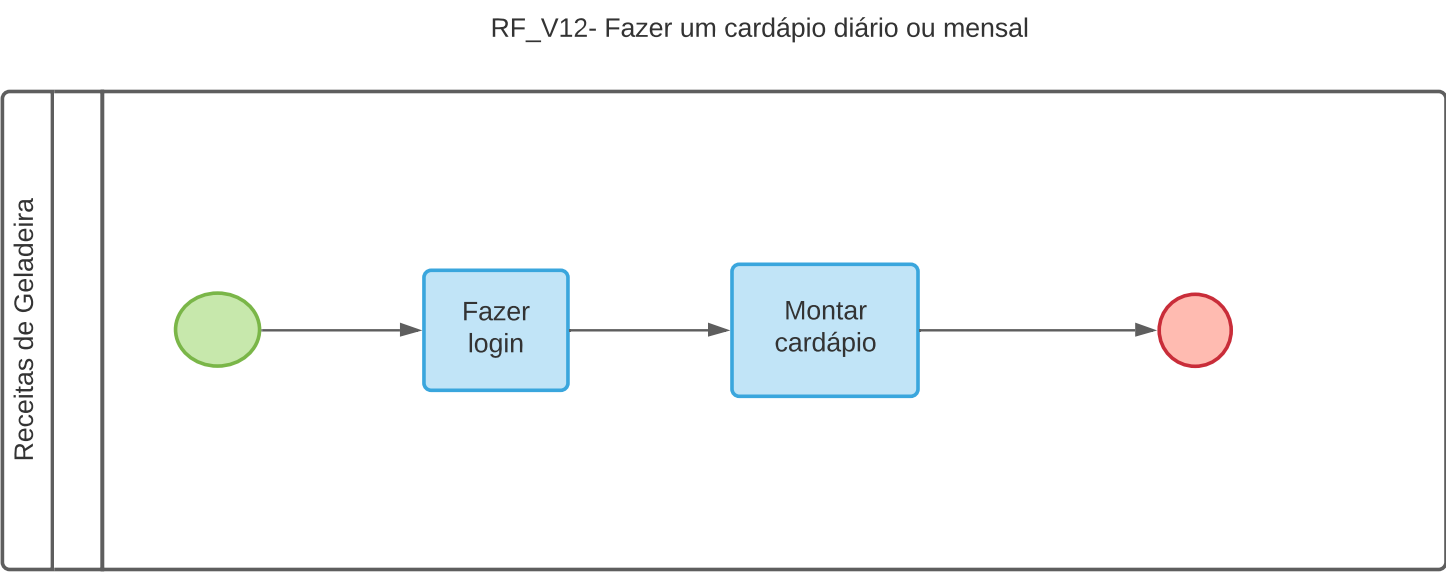 RF_V12- Fazer um cardápio diário ou mensal
Receitas de Geladeira
Fazer
login
Montar
cardápio